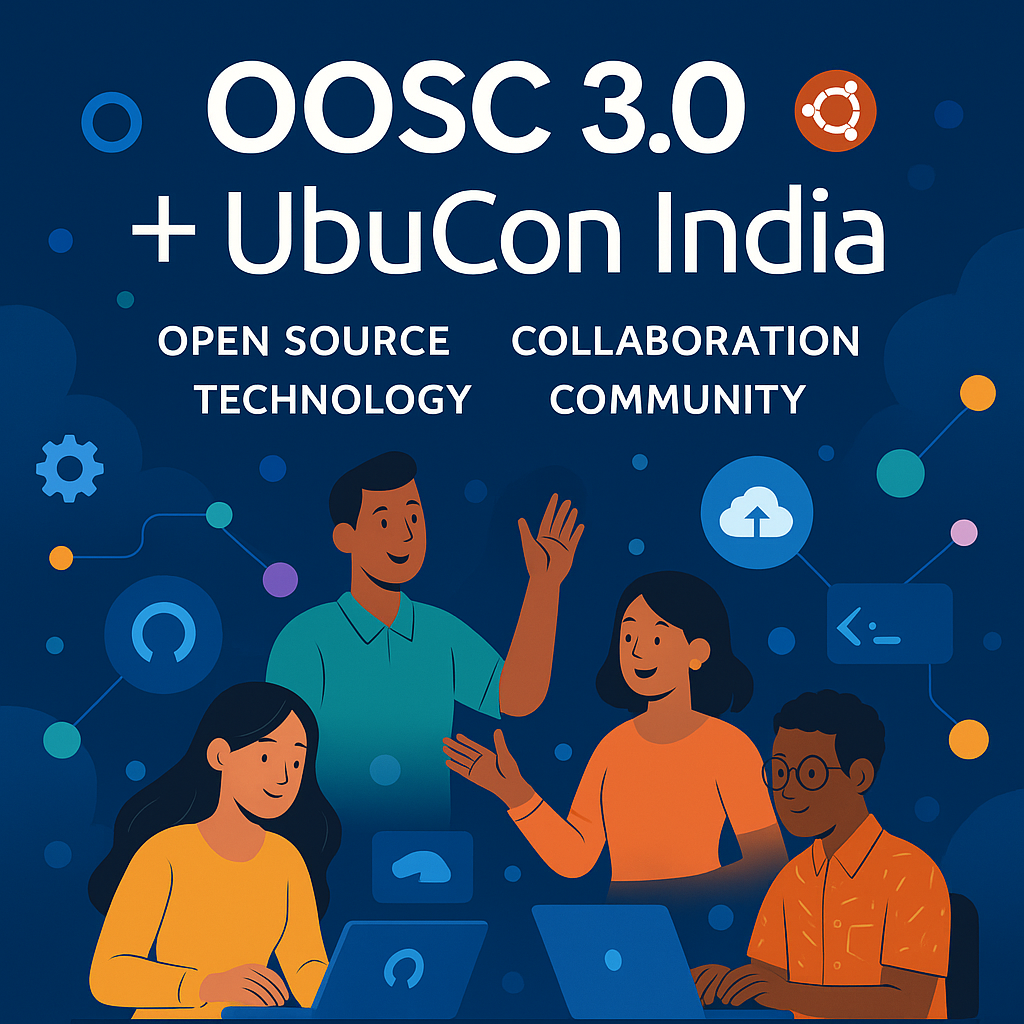 OOSC 3.0
+ UbuCon India
OPEN SOURCE COLLABORATION
TECHNOLOGY COMMUNITY